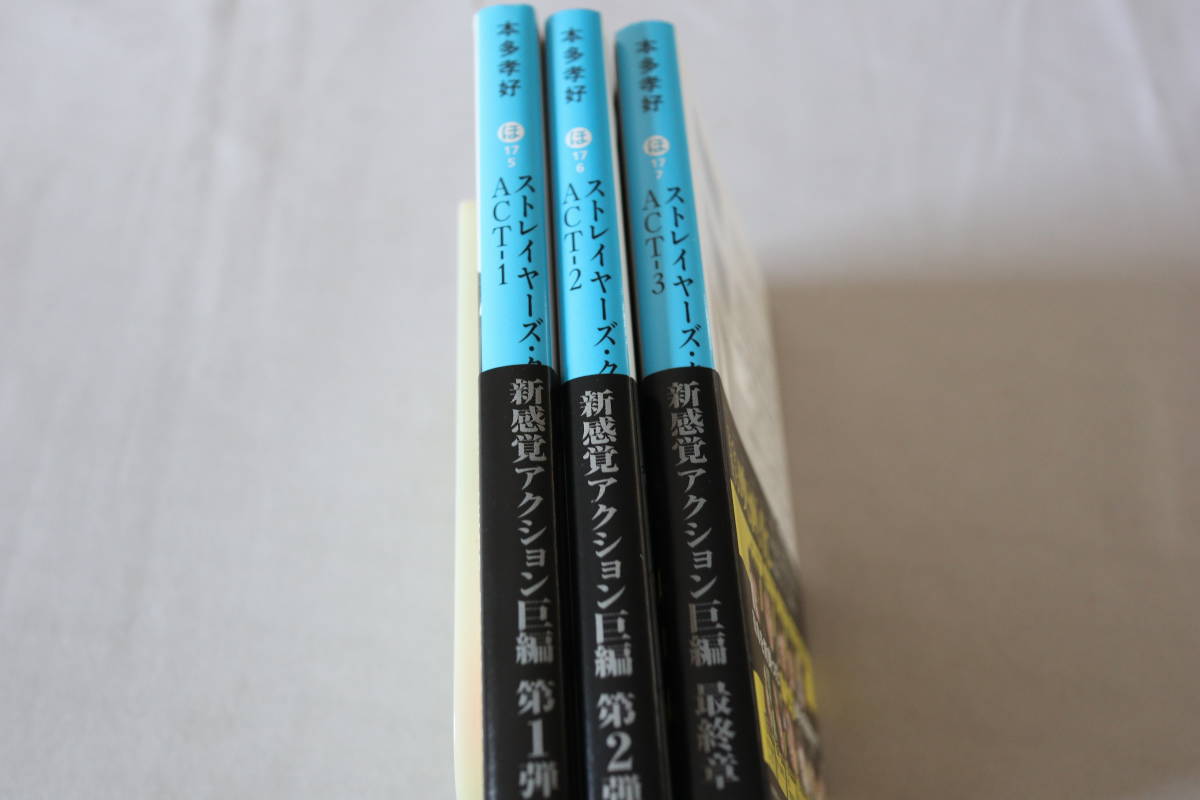 本多孝好
ほ
17
5
ストレイヤーズ・ク
ACT-1
新感覚アクション巨編 第1弾
本多孝好
ほ
17
6
ストレイヤーズ・ク
ACT-2
新感覚アクション巨編 第2弾
本多孝好
ほ
17
7
ストレイヤーズ・
ACT-3
新感覚アクション巨編 最終章